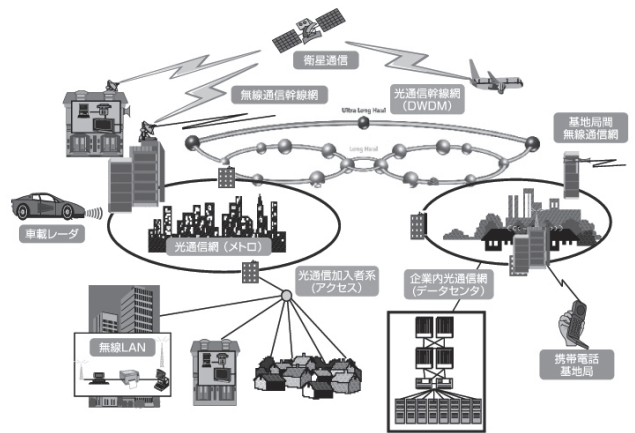 衛星通信
無線通信幹線網
光通信幹線網
(DWDM)
Ultra Long Haul
基地局間
無線通信網
Long Haul
車載レーダ
光通信網(メトロ)
光通信加入者系
(アクセス)
企業内光通信網
(データセンタ)
無線LAN
携帯電話
基地局